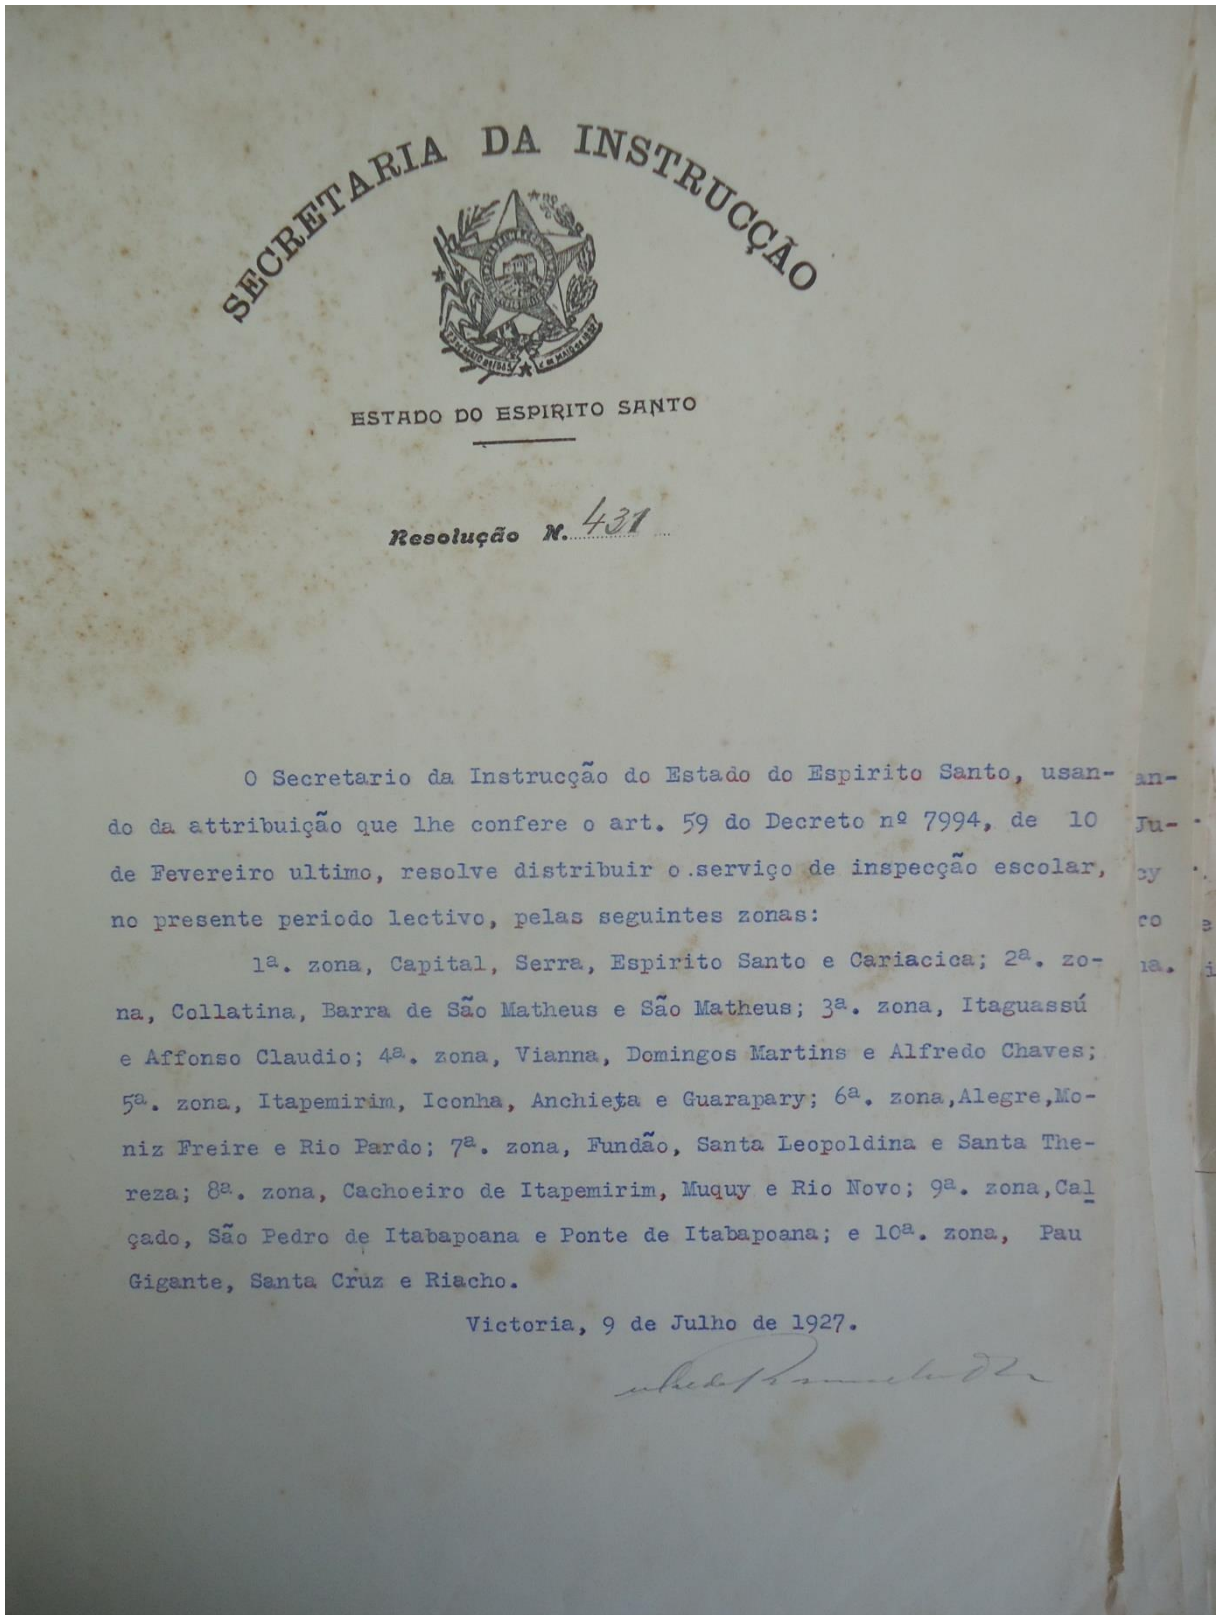 SECRETARIA DA INSTRUCÇÃO
ESTADO DO ESPIRITO SANTO
Resolução N. 431
O Secretario da Instrucção do Estado do Espirito Santo, usan-
do da attribuição que lhe confere o art. 59 do Decreto nº 7994, de 10
de Fevereiro ultimo, resolve distribuir o serviço de inspecção escolar,
no presente periodo lectivo, pelas seguintes zonas:
1ª. zona, Capital, Serra, Espirito Santo e Cariacica; 2ª. zo-
na, Collatina, Barra de São Matheus e São Matheus; 3ª. zona, Itaguassú
e Affonso Claudio; 4ª. zona, Vianna, Domingos Martins e Alfredo Chaves;
5ª. zona, Itapemirim, Iconha, Anchieta e Guarapary; 6ª. zona,Alegre,Mo-
niz Freire e Rio Pardo; 7ª. zona, Fundão, Santa Leopoldina e Santa The-
reza; 8ª. zona, Cachoeiro de Itapemirim, Muquy e Rio Novo; 9ª. zona,Cal
çado, São Pedro de Itabapoana e Ponte de Itabapoana; e 10ª. zona, Pau
Gigante, Santa Cruz e Riacho.
Victoria, 9 de Julho de 1927.
an-
Ju-
cy
co
na.